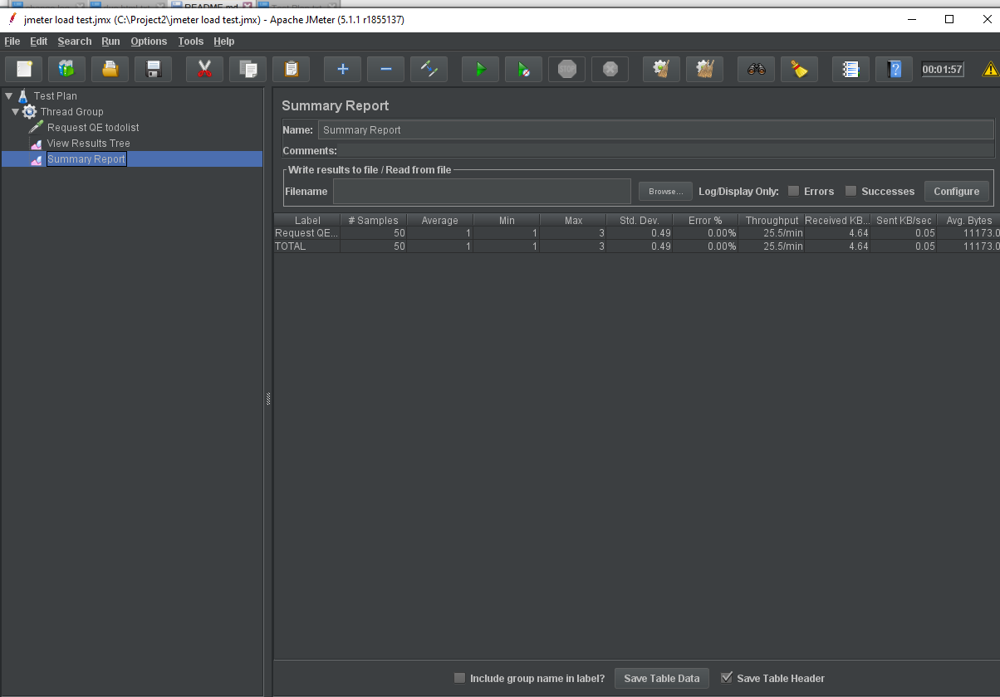 README.md
jmeter load test.jmx (C:\Project2\jmeter load test.jmx) - Apache JMeter (5.1.1 r1855137)
File Edit Search Run Options Tools Help
STOP 00:01:57
Test Plan
Thread Group
Request QE todolist
View Results Tree
Summary Report
Summary Report
Name: Summary Report
Comments:
Write results to file / Read from file
Filename Browse... Log/Display Only: Errors Successes Configure
Label # Samples Average Min Max Std. Dev. Error % Throughput Received KB... Sent KB/sec Avg. Bytes
Request QE... 50 1 1 3 0.49 0.00% 25.5/min 4.64 0.05 11173.0
TOTAL 50 1 1 3 0.49 0.00% 25.5/min 4.64 0.05 11173.0
Include group name in label? Save Table Data Save Table Header